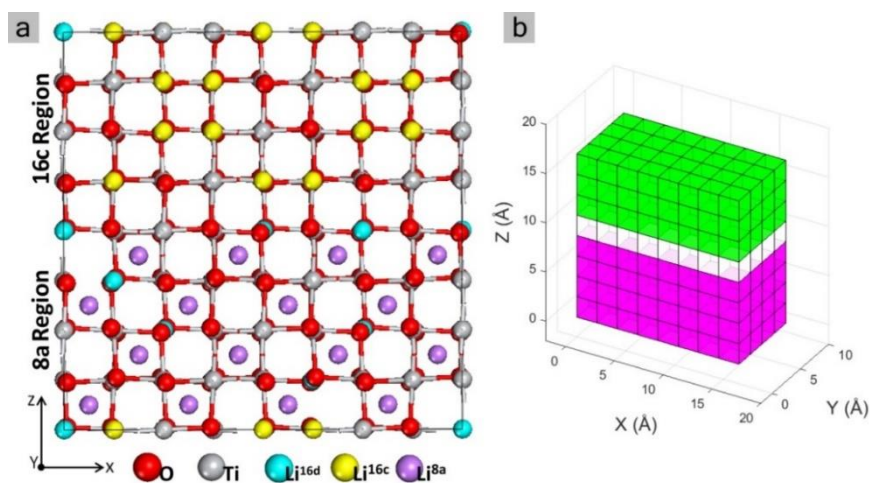 a
b
16c Region
8a Region
Z
Y
X
O
Ti
Li16d
Li16c
Li8a
20
15
10
5
0
Z (Å)
0
5
10
15
20
X (Å)
0
5
10
Y (Å)